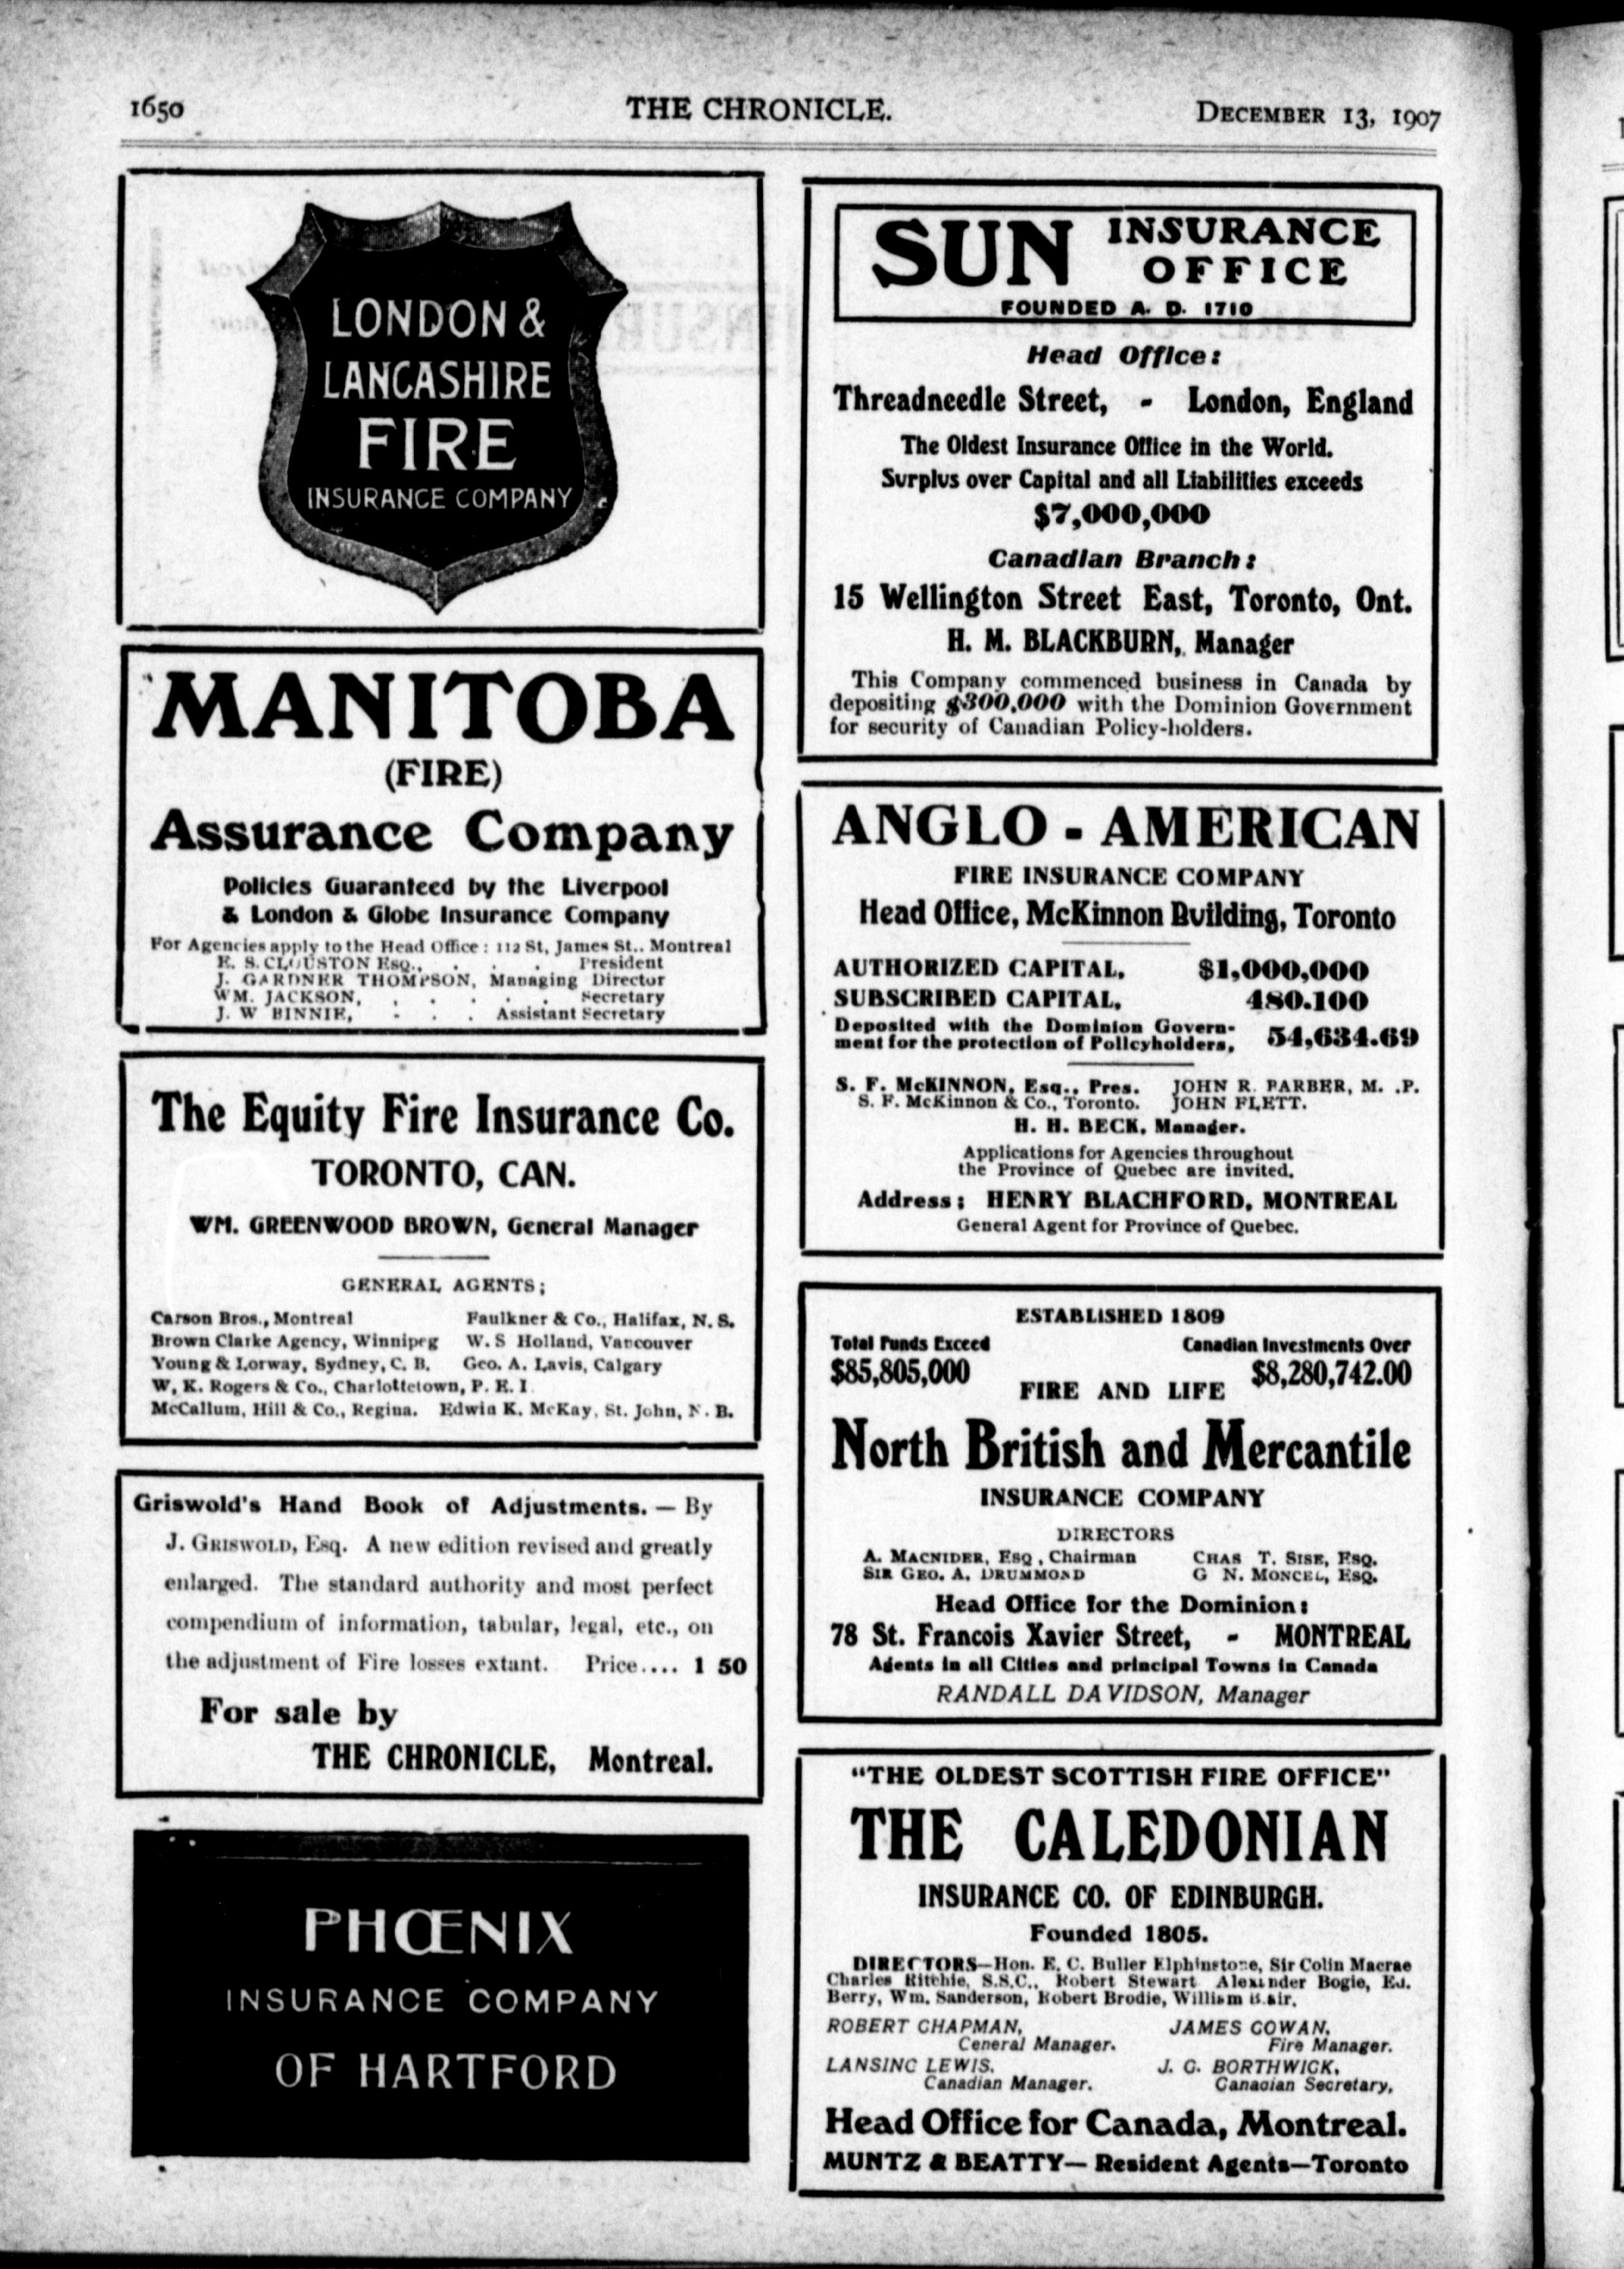 1650
THE CHRONICLE.
DECEMBER 13, 1907
LONDON &
LANCASHIRE
FIRE
INSURANCE COMPANY
MANITOBA
(FIRE)
Assurance Company
Policies Guaranteed by the Liverpool
& London & Globe Insurance Company
For Agencies apply to the Head Office: 112 St. James St.. Montreal
E. S. CLOUSTON Esq., . . . President
J. GARDNER THOMPSON, Managing Director
WM. JACKSON, . . . . . Secretary
J. W BINNIE, - . . Assistant Secretary
The Equity Fire Insurance Co.
TORONTO, CAN.
WM. GREENWOOD BROWN, General Manager
GENERAL AGENTS;
Carson Bros., Montreal Faulkner & Co., Halifax, N. S.
Brown Clarke Agency, Winnipeg W. S Holland, Vancouver
Young & Lorway, Sydney, C. B. Geo. A. Lavis, Calgary
W. K. Rogers & Co., Charlottetown, P. E. I
McCallum, Hill & Co., Regina. Edwin K. McKay, St. John, N. B.
Griswold's Hand Book of Adjustments. — By
J. GRISWOLD, Esq. A new edition revised and greatly
enlarged. The standard authority and most perfect
compendium of information, tabular, legal, etc., on
the adjustment of Fire losses extant. Price.... 1 50
For sale by
THE CHRONICLE, Montreal.
PHŒNIX
INSURANCE COMPANY
OF HARTFORD
SUN INSURANCE
OFFICE
FOUNDED A. D. 1710
Head Office:
Threadneedle Street, - London, England
The Oldest Insurance Office in the World.
Surplus over Capital and all Liabilities exceeds
$7,000,000
Canadian Branch:
15 Wellington Street East, Toronto, Ont.
H. M. BLACKBURN, Manager
This Company commenced business in Canada by
depositing $300,000 with the Dominion Government
for security of Canadian Policy-holders.
ANGLO - AMERICAN
FIRE INSURANCE COMPANY
Head Office, McKinnon Building, Toronto
AUTHORIZED CAPITAL, $1,000,000
SUBSCRIBED CAPITAL, 480.100
Deposited with the Dominion Govern-
ment for the protection of Policyholders, 54,634.69
S. F. McKINNON, Esq., Pres. JOHN R. BARBER, M. .P.
S. F. McKinnon & Co., Toronto. JOHN FLETT.
H. H. BECK, Manager.
Applications for Agencies throughout
the Province of Quebec are invited.
Address: HENRY BLACHFORD, MONTREAL
General Agent for Province of Quebec.
ESTABLISHED 1809
Total Funds Exceed Canadian Investments Over
$85,805,000 $8,280,742.00
FIRE AND LIFE
North British and Mercantile
INSURANCE COMPANY
DIRECTORS
A. MACNIDER, Esq , Chairman CHAS T. SISE, ESQ.
SIR GEO. A. DRUMMOND G N. MONCEL, ESQ.
Head Office for the Dominion:
78 St. Francois Xavier Street, - MONTREAL
Agents in all Cities and principal Towns in Canada
RANDALL DAVIDSON, Manager
"THE OLDEST SCOTTISH FIRE OFFICE"
THE CALEDONIAN
INSURANCE CO. OF EDINBURGH.
Founded 1805.
DIRECTORS—Hon. E. C. Buller Elphinstone, Sir Colin Macrae
Charles Ritchie, S.S.C., Robert Stewart Alexander Bogie, Ed.
Berry, Wm. Sanderson, Robert Brodie, William Blair.
ROBERT CHAPMAN, JAMES COWAN,
General Manager. Fire Manager.
LANSING LEWIS, J. G. BORTHWICK,
Canadian Manager. Canadian Secretary,
Head Office for Canada, Montreal.
MUNTZ & BEATTY— Resident Agents—Toronto